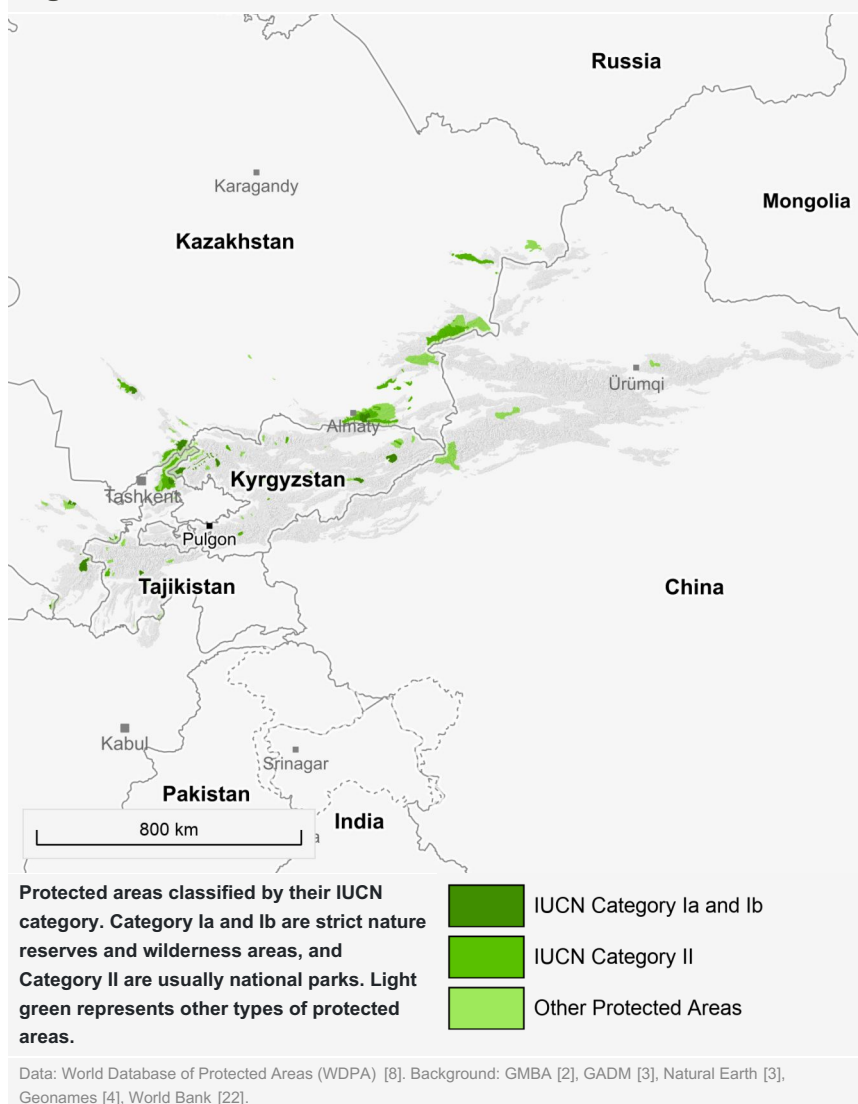 Russia
Karagandy
Mongolia
Kazakhstan
Ürümqi
Almaty
Kyrgyzstan
Tashkent
Pulgon
Tajikistan
China
Kabul
Srinagar
Pakistan
India
800 km
Protected areas classified by their IUCN
category. Category Ia and Ib are strict nature
reserves and wilderness areas, and
Category II are usually national parks. Light
green represents other types of protected
areas.
IUCN Category Ia and Ib
IUCN Category II
Other Protected Areas
Data: World Database of Protected Areas (WDPA) [8]. Background: GMBA [2], GADM [3], Natural Earth [3],
Geonames [4], World Bank [22].